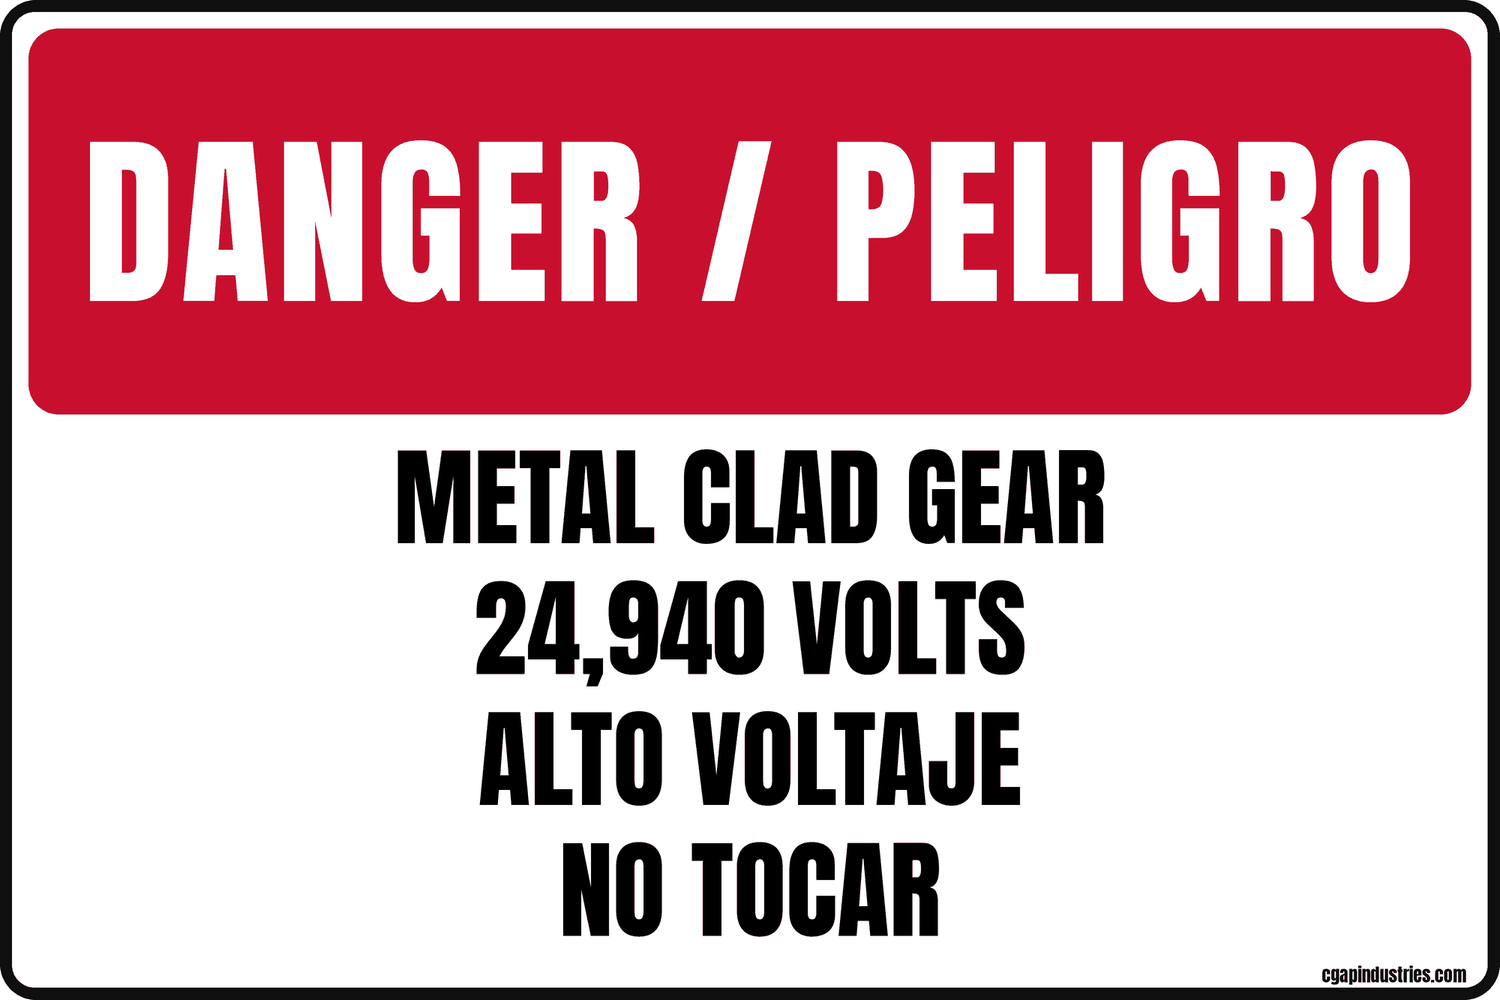 DANGER / PELIGRO
METAL CLAD GEAR
24,940 VOLTS
ALTO VOLTAJE
NO TOCAR
cgapindustries.com